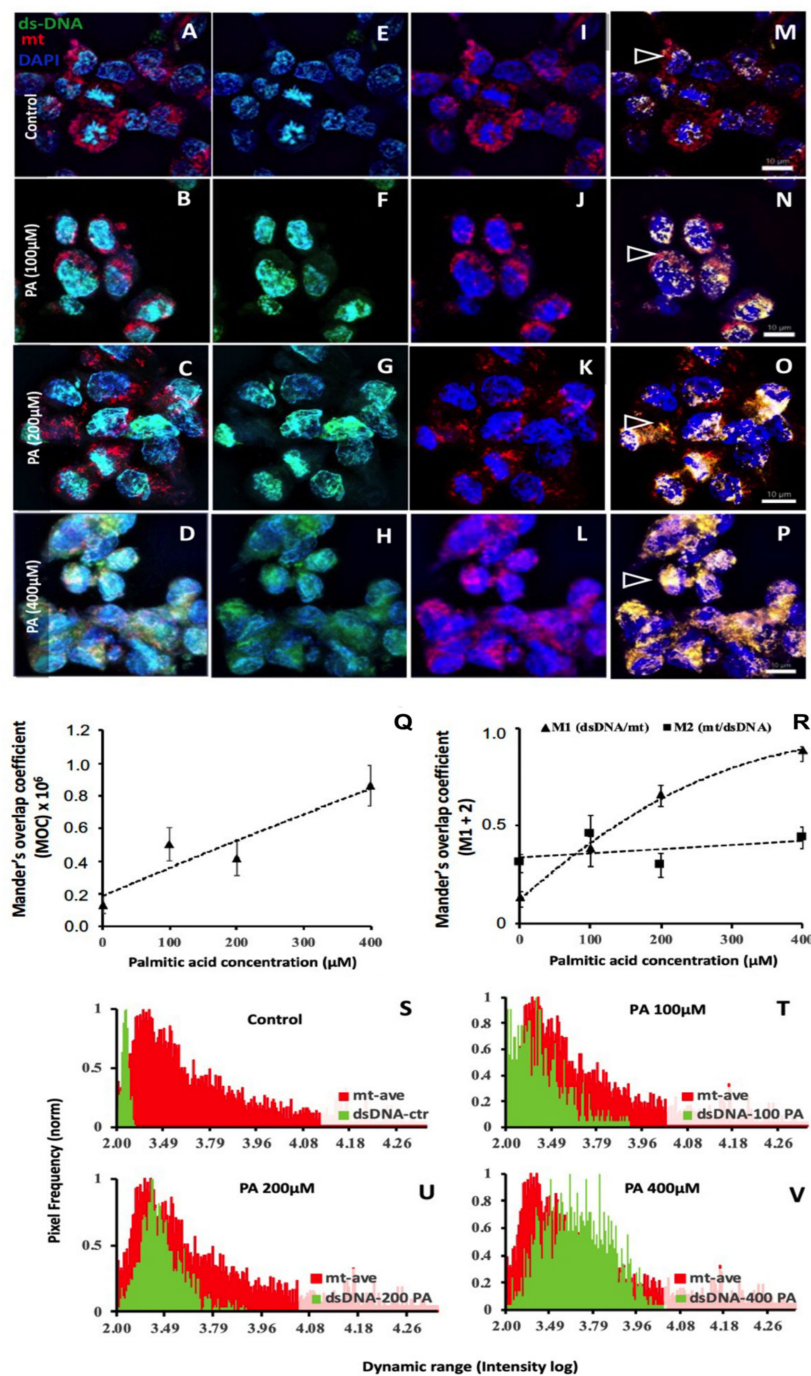 ds-DNA
mt
DAPI
A
E
I
M
Control
10 µm
B
F
J
N
PA (100µM)
10 µm
C
G
K
O
PA (200µM)
10 µm
D
H
L
P
PA (400µM)
10 µm
Q
Mander's overlap coefficient
(MOC) x 10⁶
1.2
1.0
0.8
0.6
0.4
0.2
0.0
0 100 200 300 400
Palmitic acid concentration (µM)
R
M1 (dsDNA/mt) M2 (mt/dsDNA)
Mander's overlap coefficient
(M1 + 2)
1.0
0.5
0
0 100 200 300 400
Palmitic acid concentration (µM)
Pixel Frequency (norm)
Control S
1
0.5
0
mt-ave
dsDNA-ctr
2.00 3.49 3.79 3.96 4.08 4.18 4.26
PA 100µM T
1
0.8
0.6
0.4
0.2
0
mt-ave
dsDNA-100 PA
2.00 3.49 3.79 3.96 4.08 4.18 4.26
PA 200µM U
1
0.5
0
mt-ave
dsDNA-200 PA
2.00 3.49 3.79 3.96 4.08 4.18 4.26
PA 400µM V
1
0.8
0.6
0.4
0.2
0
mt-ave
dsDNA-400 PA
2.00 3.49 3.79 3.96 4.08 4.18 4.26
Dynamic range (Intensity log)